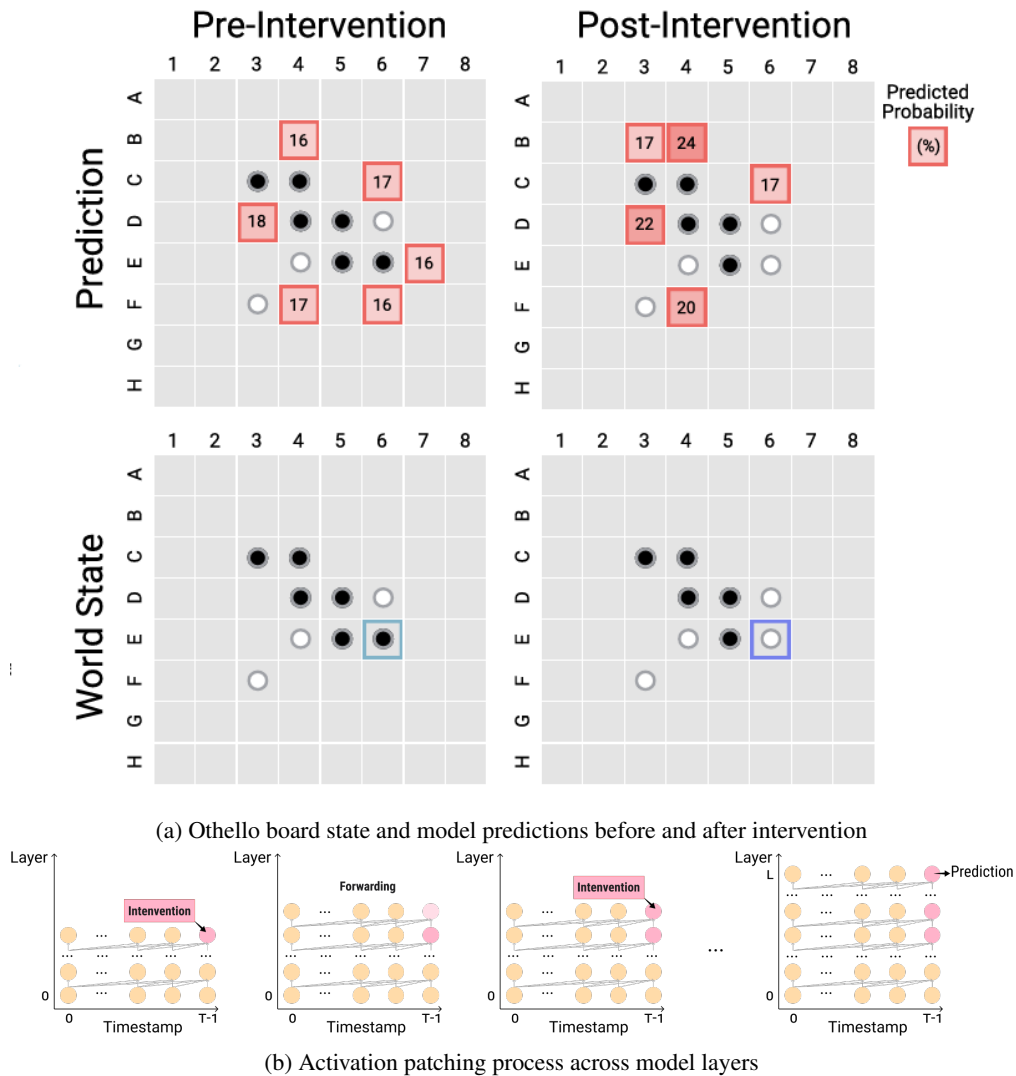 Pre-Intervention Post-Intervention
1 2 3 4 5 6 7 8 1 2 3 4 5 6 7 8
Predicted
Probability
(%)
Prediction
A A
B 16 B 17 24
C 17 C 17
D 18 D 22
E 16 E
F 17 16 F 20
G G
H H
1 2 3 4 5 6 7 8 1 2 3 4 5 6 7 8
World State
A A
B B
C C
D D
E E
F F
G G
H H
(a) Othello board state and model predictions before and after intervention
Layer Layer Layer Layer
L ... Prediction
Forwarding
Intenvention
Intenvention
... ... ... ...
... ... ... ...
0 ... 0 ... 0 ... 0 ...
0 T-1 0 T-1 0 T-1 0 T-1
Timestamp Timestamp Timestamp Timestamp
(b) Activation patching process across model layers